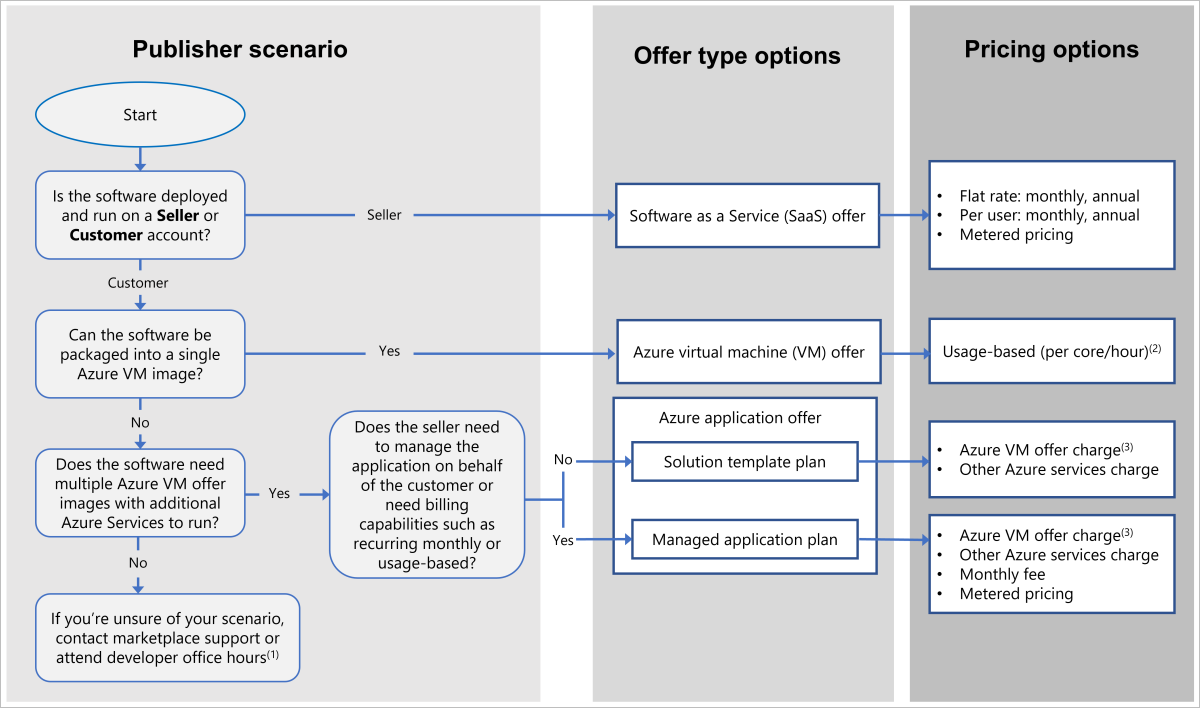 Publisher scenario
Offer type options
Pricing options
Start
Is the software deployed
and run on a Seller or
Customer account?
Seller
Software as a Service (SaaS) offer
• Flat rate: monthly, annual
• Per user: monthly, annual
• Metered pricing
Customer
Can the software be
packaged into a single
Azure VM image?
Yes
Azure virtual machine (VM) offer
Usage-based (per core/hour)(2)
No
Does the software need
multiple Azure VM offer
images with additional
Azure Services to run?
Yes
Does the seller need
to manage the
application on behalf
of the customer or
need billing
capabilities such as
recurring monthly or
usage-based?
No
Yes
Azure application offer
Solution template plan
Managed application plan
• Azure VM offer charge(3)
• Other Azure services charge
• Azure VM offer charge(3)
• Other Azure services charge
• Monthly fee
• Metered pricing
No
If you’re unsure of your scenario,
contact marketplace support or
attend developer office hours(1)